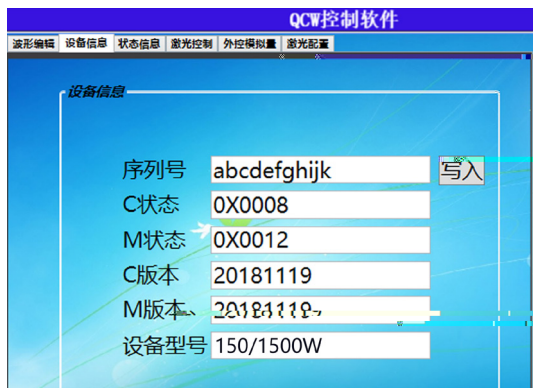 QCW控制软件
波形编辑 设备信息 状态信息 激光控制 外控模拟量 激光配置
设备信息
序列号 abcdefghijk 写入
C状态 0X0008
M状态 0X0012
C版本 20181119
M版本 20181119
设备型号 150/1500W